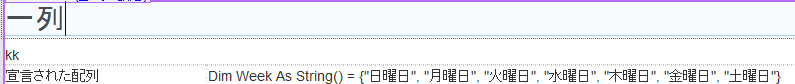 一列
kk
宣言された配列 Dim Week As String() = {"日曜日", "月曜日", "火曜日", "水曜日", "木曜日", "金曜日", "土曜日"}